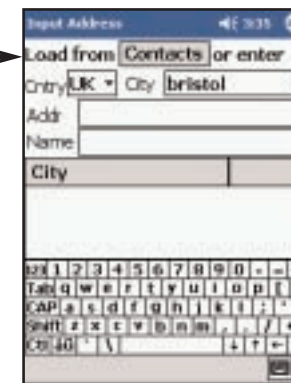 Input Address 3:35
Load from Contacts or enter
Cntry UK City bristol
Addr
Name
City
123 1 2 3 4 5 6 7 8 9 0 - =
Tab q w e r t y u i o p [
CAP a s d f g h j k l ; '
Shift z x c v b n m , . /
Ctl áü ` \